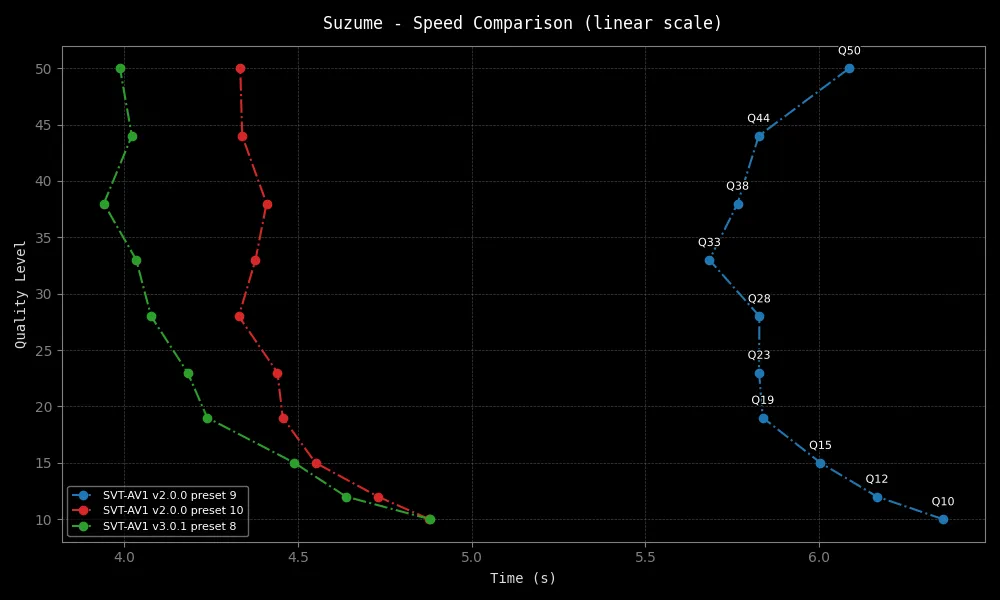 Suzume - Speed Comparison (linear scale)
Q50
50
Q44
45
Q38
40
Q33
35
Q28
30
Q23
25
Q19
20
Q15
15
Q12
Q10
10
Quality Level
SVT-AV1 v2.0.0 preset 9
SVT-AV1 v2.0.0 preset 10
SVT-AV1 v3.0.1 preset 8
4.0 4.5 5.0 5.5 6.0
Time (s)